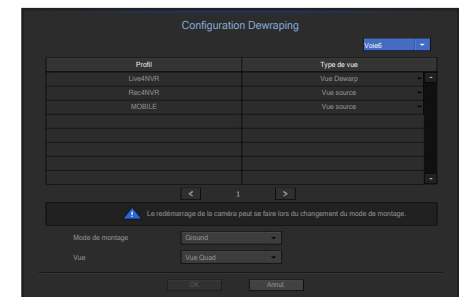 Configuration Dewraping
Voie6
Profil Type de vue
Live4NVR Vue Dewarp
Rec4NVR Vue source
MOBILE Vue source
< 1 >
Le redémarrage de la caméra peut se faire lors du changement du mode de montage.
Mode de montage Ground
Vue Vue Quad
OK Annul